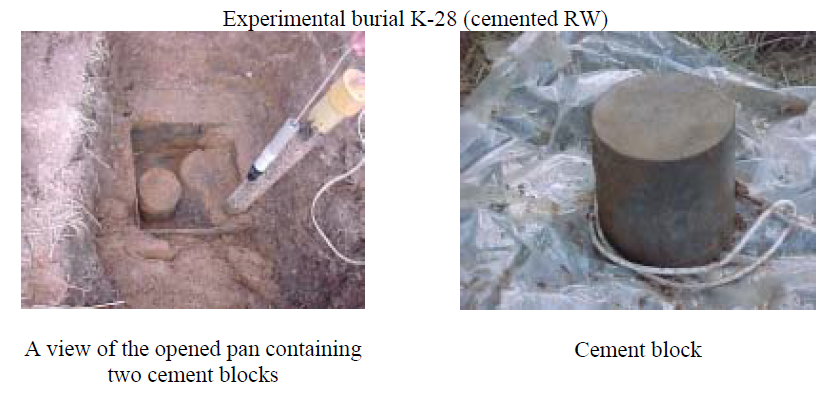 Experimental burial K-28 (cemented RW)
A view of the opened pan containing
two cement blocks
Cement block